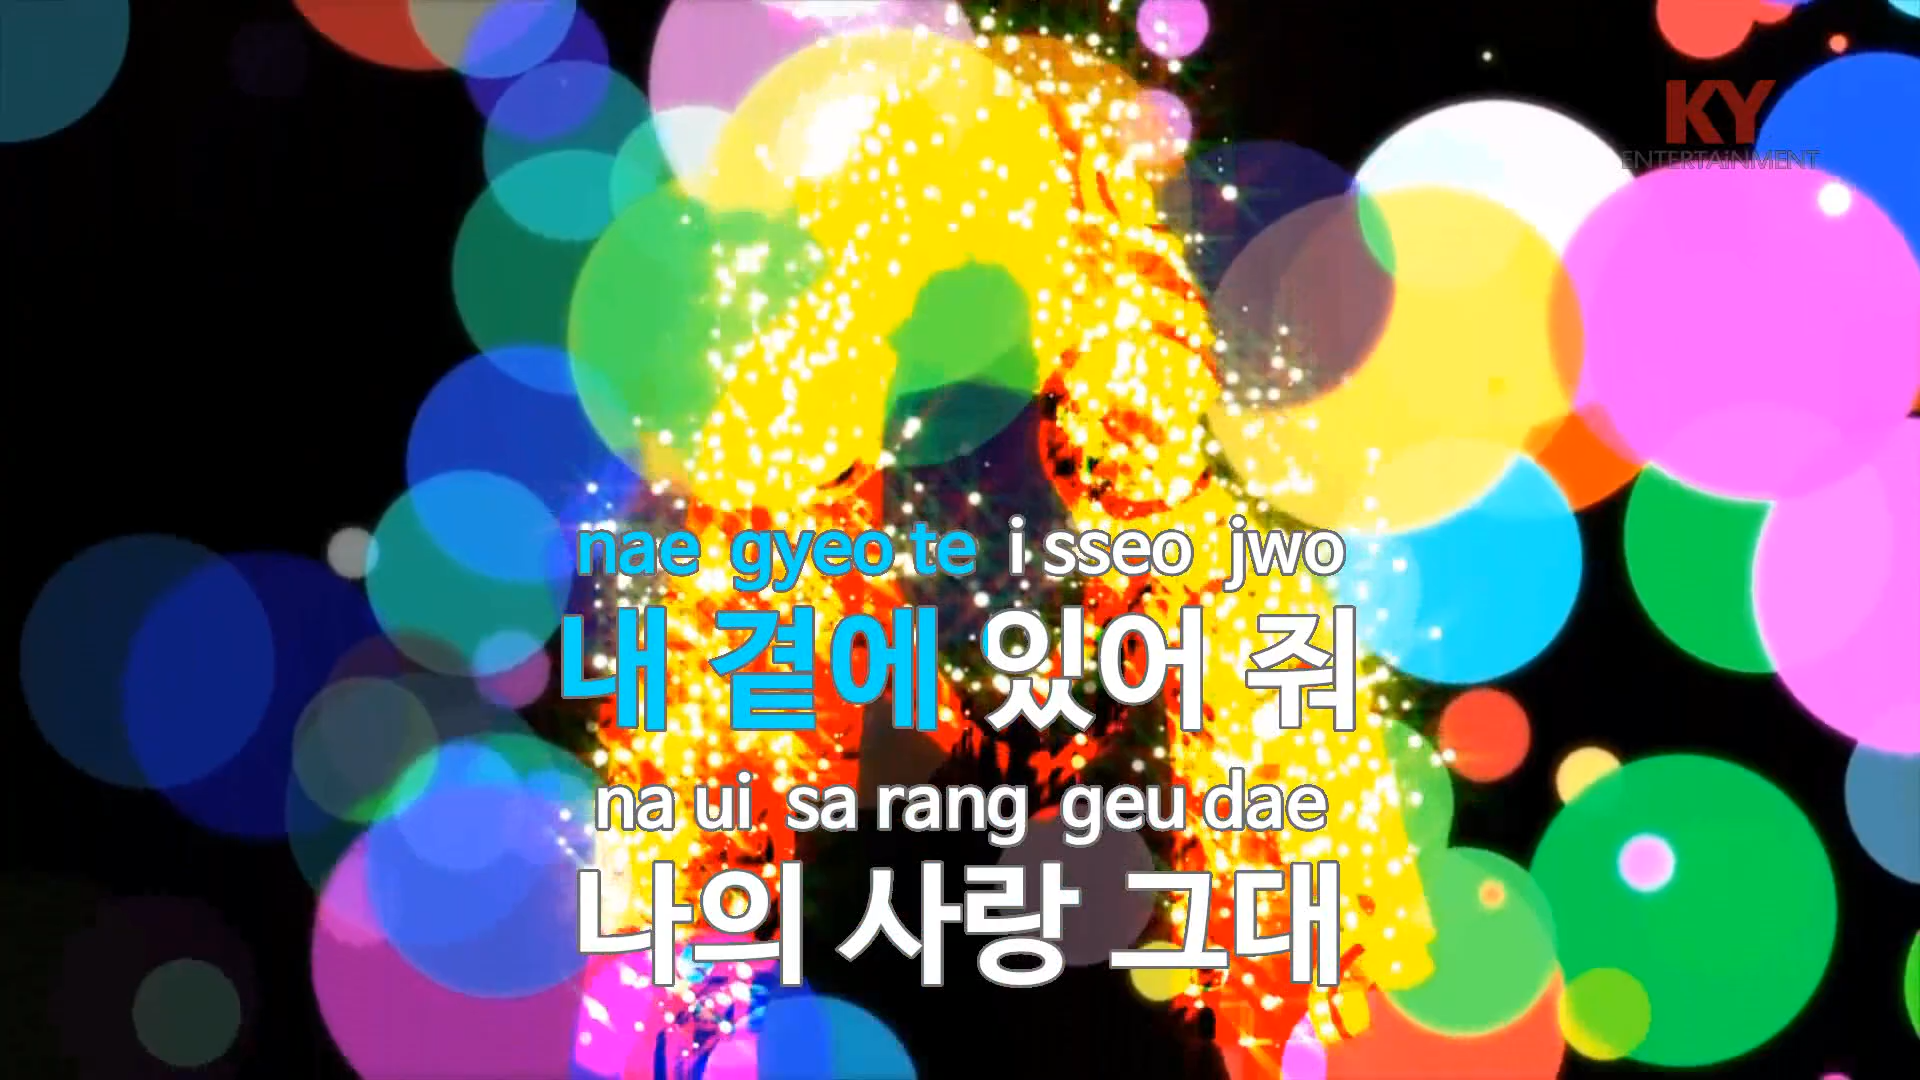 KY
ENTERTAiNMENT
nae gyeo te i sseo jwo
내 곁에 있어 줘
na ui sa rang geu dae
나의 사랑 그대